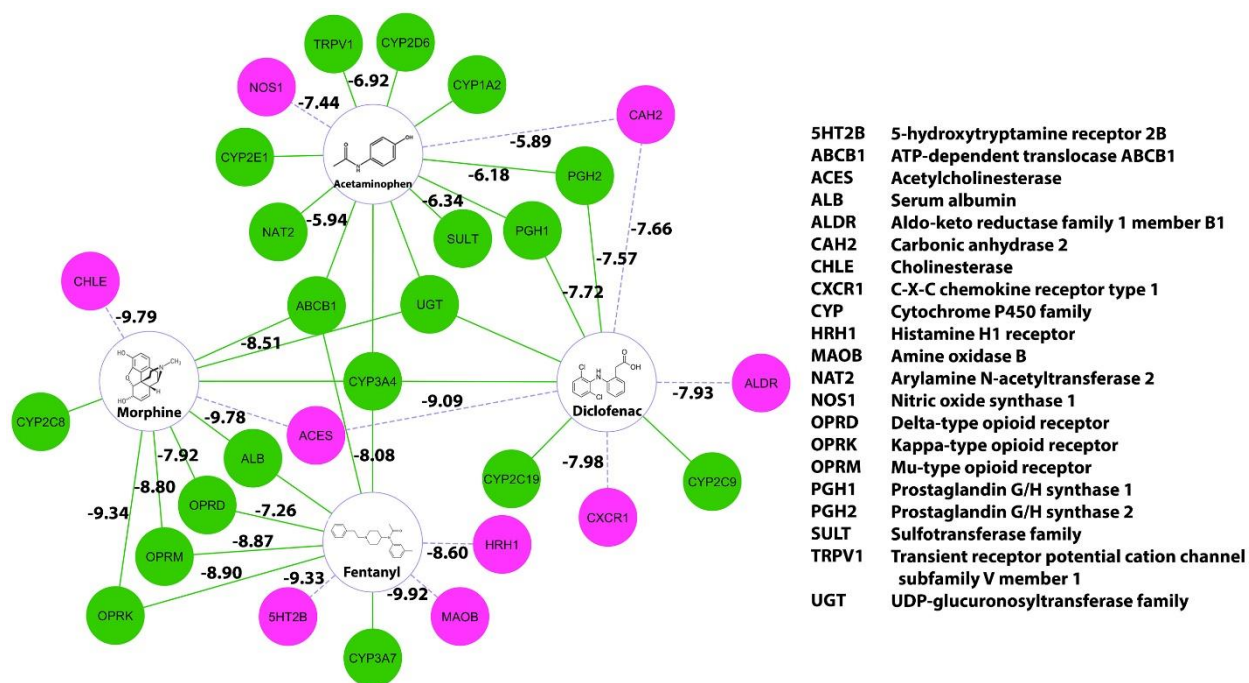 TRPV1
CYP2D6
-6.92
NOS1
-7.44
CYP1A2
CAH2
OH
O
N
H
Acetaminophen
-5.89
CYP2E1
-6.18
PGH2
NAT2
-5.94
-6.34
SULT
PGH1
-7.66
-7.57
CHLE
-9.79
ABCB1
UGT
-7.72
-8.51
HO
CH₃
N
O
H
HO
Morphine
CYP3A4
O
OH
Cl
H
N
Cl
Diclofenac
ALDR
-7.93
CYP2C8
-9.78
ACES
-9.09
-7.92
ALB
-8.08
-7.98
CYP2C19
CYP2C9
-8.80
OPRD
-7.26
CXCR1
-9.34
OPRM
-8.87
Fentanyl
HRH1
-8.60
-8.90
-9.33
-9.92
OPRK
5HT2B
MAOB
CYP3A7
5HT2B 5-hydroxytryptamine receptor 2B
ABCB1 ATP-dependent translocase ABCB1
ACES Acetylcholinesterase
ALB Serum albumin
ALDR Aldo-keto reductase family 1 member B1
CAH2 Carbonic anhydrase 2
CHLE Cholinesterase
CXCR1 C-X-C chemokine receptor type 1
CYP Cytochrome P450 family
HRH1 Histamine H1 receptor
MAOB Amine oxidase B
NAT2 Arylamine N-acetyltransferase 2
NOS1 Nitric oxide synthase 1
OPRD Delta-type opioid receptor
OPRK Kappa-type opioid receptor
OPRM Mu-type opioid receptor
PGH1 Prostaglandin G/H synthase 1
PGH2 Prostaglandin G/H synthase 2
SULT Sulfotransferase family
TRPV1 Transient receptor potential cation channel
subfamily V member 1
UGT UDP-glucuronosyltransferase family